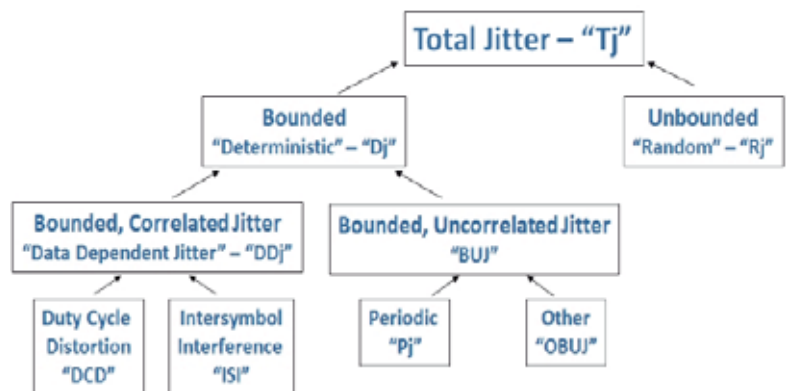 Total Jitter – “Tj”
Bounded
“Deterministic” – “Dj”
Unbounded
“Random” – “Rj”
Bounded, Correlated Jitter
“Data Dependent Jitter” – “DDj”
Bounded, Uncorrelated Jitter
“BUJ”
Duty Cycle
Distortion
“DCD”
Intersymbol
Interference
“ISI”
Periodic
“Pj”
Other
“OBUJ”